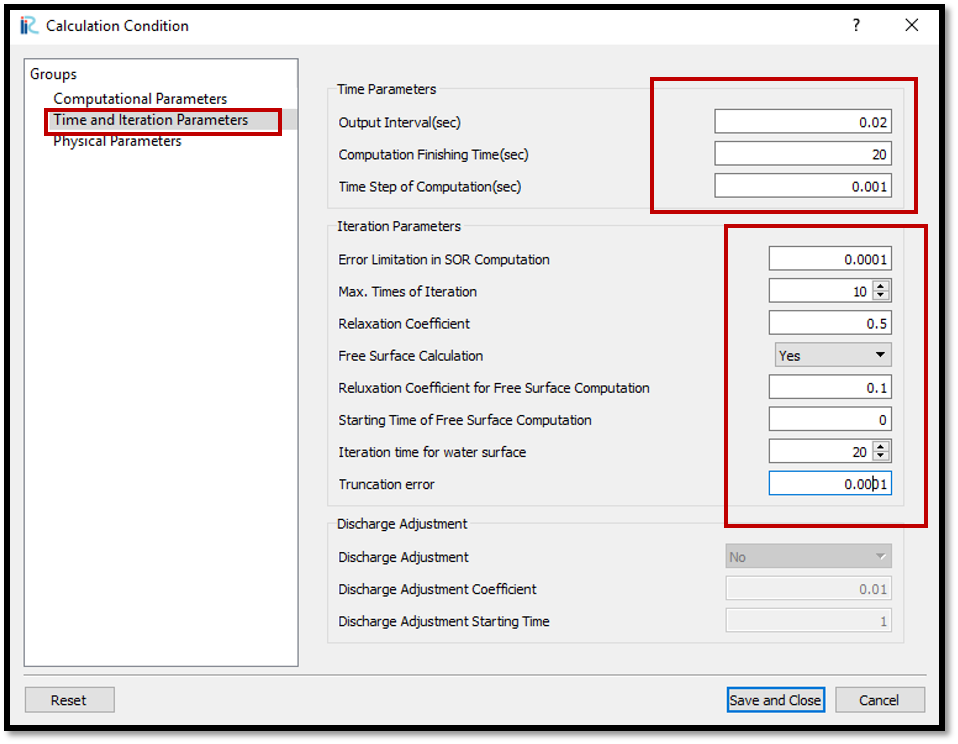 Calculation Condition ?
Groups
Computational Parameters
Time and Iteration Parameters
Physical Parameters
Time Parameters
Output Interval(sec) 0.02
Computation Finishing Time(sec) 20
Time Step of Computation(sec) 0.001
Iteration Parameters
Error Limitation in SOR Computation 0.0001
Max. Times of Iteration 10
Relaxation Coefficient 0.5
Free Surface Calculation Yes
Reluxation Coefficient for Free Surface Computation 0.1
Starting Time of Free Surface Computation 0
Iteration time for water surface 20
Truncation error 0.0001
Discharge Adjustment
Discharge Adjustment No
Discharge Adjustment Coefficient 0.01
Discharge Adjustment Starting Time 1
Reset Save and Close Cancel